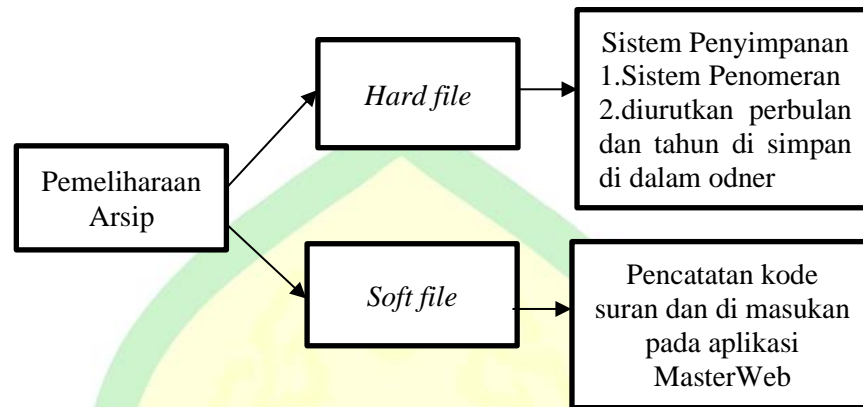 Pemeliharaan
Arsip
Hard file
Sistem Penyimpanan
1.Sistem Penomeran
2.diurutkan perbulan
dan tahun di simpan
di dalam odner
Soft file
Pencatatan kode
suran dan di masukan
pada aplikasi
MasterWeb